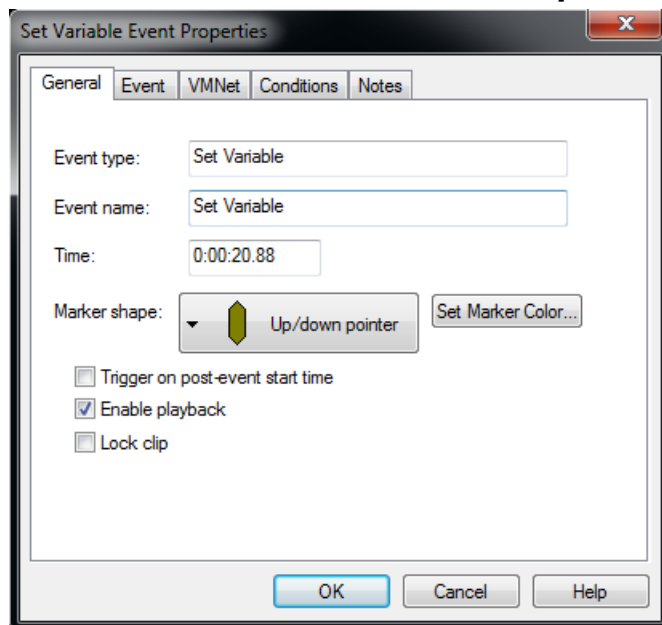 Set Variable Event Properties
General Event VMNet Conditions Notes
Event type: Set Variable
Event name: Set Variable
Time: 0:00:20.88
Marker shape: Up/down pointer Set Marker Color...
Trigger on post-event start time
Enable playback
Lock clip
OK Cancel Help